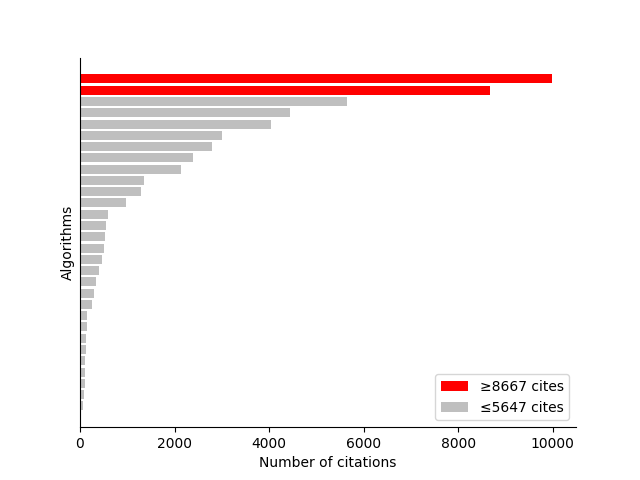 Algorithms
≥8667 cites
≤5647 cites
0 2000 4000 6000 8000 10000
Number of citations